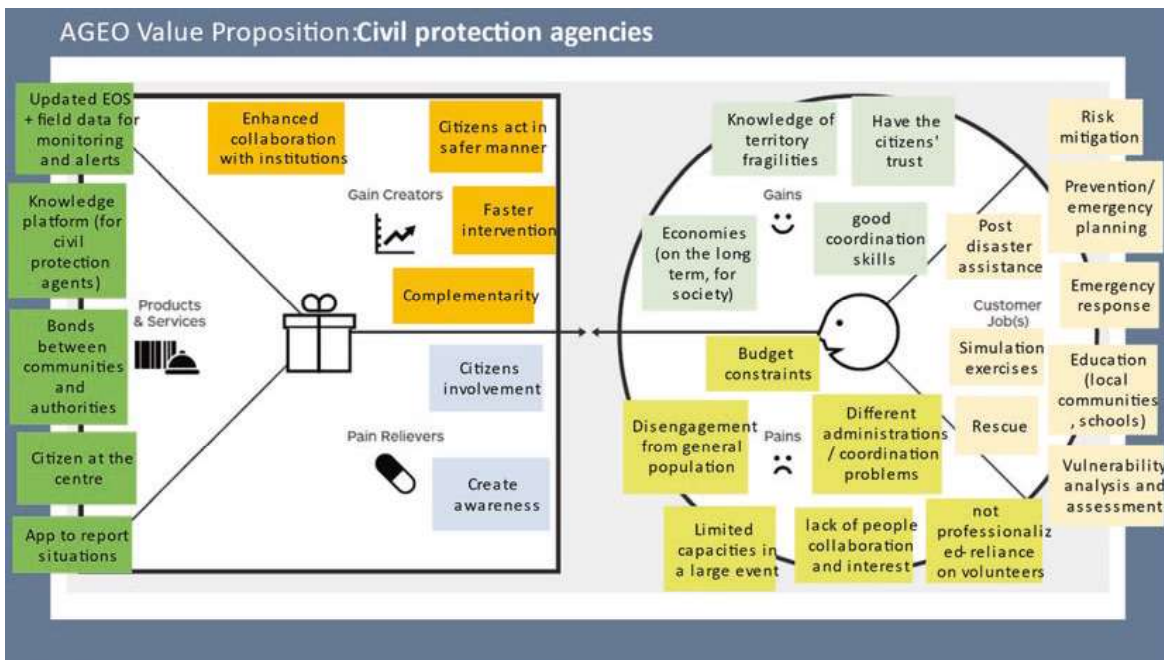 AGEO Value Proposition:Civil protection agencies
Updated EOS
+ field data for
monitoring
and alerts
Knowledge
platform (for
civil
protection
agents)
Products
& Services
Bonds
between
communities
and
authorities
Citizen at the
centre
App to report
situations
Enhanced
collaboration
with institutions
Citizens act in
safer manner
Gain Creators
Faster
intervention
Complementarity
Citizens
involvement
Pain Relievers
Create
awareness
Knowledge of
territory
fragilities
Have the
citizens'
trust
Gains
Economies
(on the long
term, for
society)
good
coordination
skills
Risk
mitigation
Prevention/
emergency
planning
Post
disaster
assistance
Emergency
response
Customer
Job(s)
Simulation
exercises
Education
(local
communities
, schools)
Rescue
Vulnerability
analysis and
assessment
Budget
constraints
Disengagement
from general
population
Pains
Different
administrations
/ coordination
problems
Limited
capacities in
a large event
lack of people
collaboration
and interest
not
professionaliz
ed-reliance
on volunteers